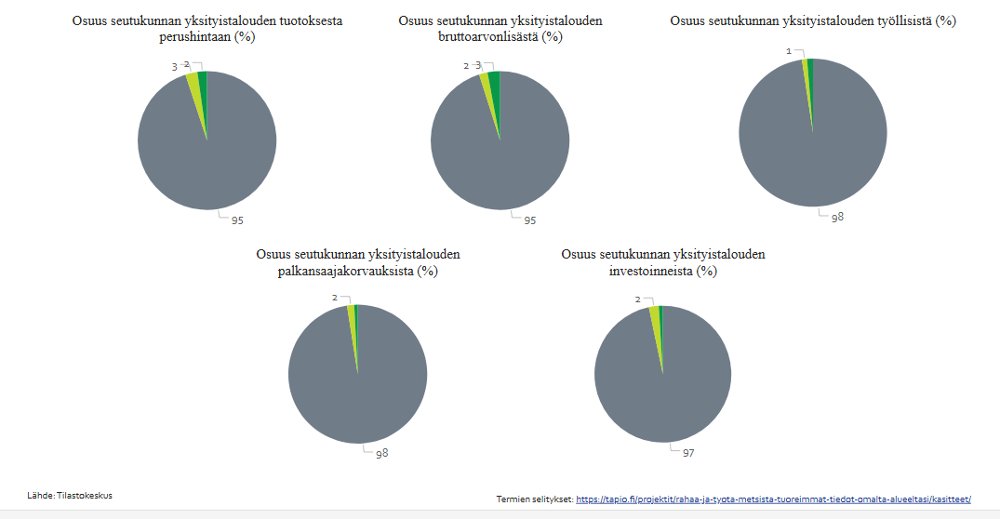 Osuus seutukunnan yksityistalouden tuotoksesta
perushintaan (%)
3 2
95
Osuus seutukunnan yksityistalouden
bruttoarvonlisästä (%)
2 3
95
Osuus seutukunnan yksityistalouden työllisistä (%)
1
98
Osuus seutukunnan yksityistalouden
palkansaajakorvauksista (%)
2
98
Osuus seutukunnan yksityistalouden
investoinneista (%)
2
97
Lähde: Tilastokeskus
Termien selitykset: https://tapio.fi/projektit/rahaa-ja-tyota-metsista-tuoreimmat-tiedot-omalta-alueeltasi/kasitteet/